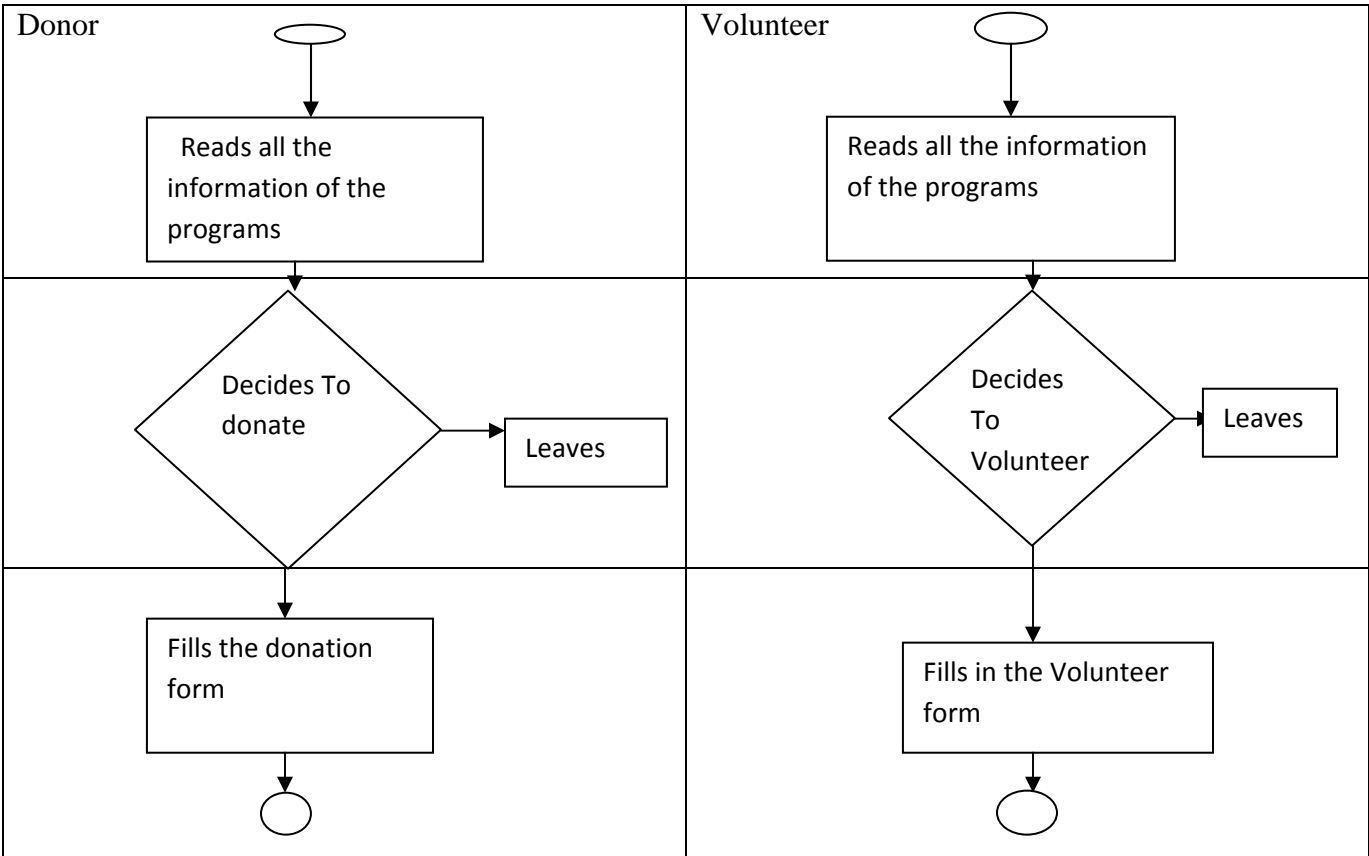 Donor
Reads all the
information of the
programs
Decides To
donate
Leaves
Fills the donation
form
Volunteer
Reads all the information
of the programs
Decides
To
Volunteer
Leaves
Fills in the Volunteer
form